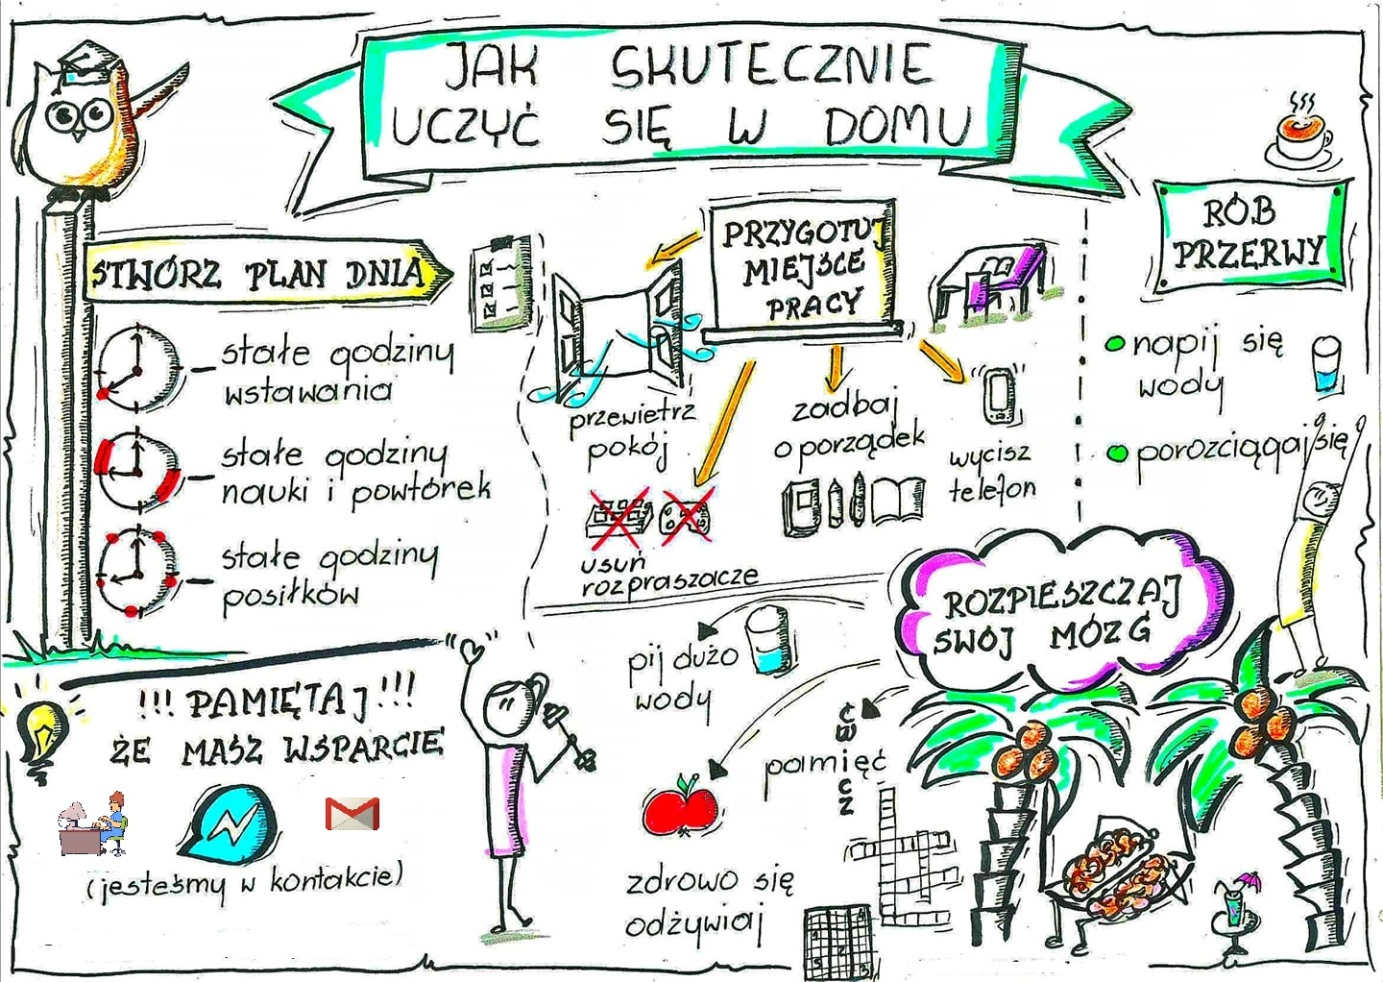 JAK SKUTECZNIE
UCZYĆ SIĘ W DOMU
STWÓRZ PLAN DNIA
stałe godziny
wstawania
stałe godziny
nauki i powtórek
stałe godziny
posiłków
PRZYGOTUJ
MIEJSCE
PRACY
przewietrz
pokój
usuń
rozpraszacze
zadbaj
o porządek
wycisz
telefon
RÓB
PRZERWY
napij się
wody
porozciągaj się
!!! PAMIĘTAJ !!!
ŻE MASZ WSPARCIE
(jesteśmy w kontakcie)
ROZPIESZCZAJ
SWÓJ MÓZG
pij dużo
wody
zdrowo się
odżywiaj
ćwicz
pamięć